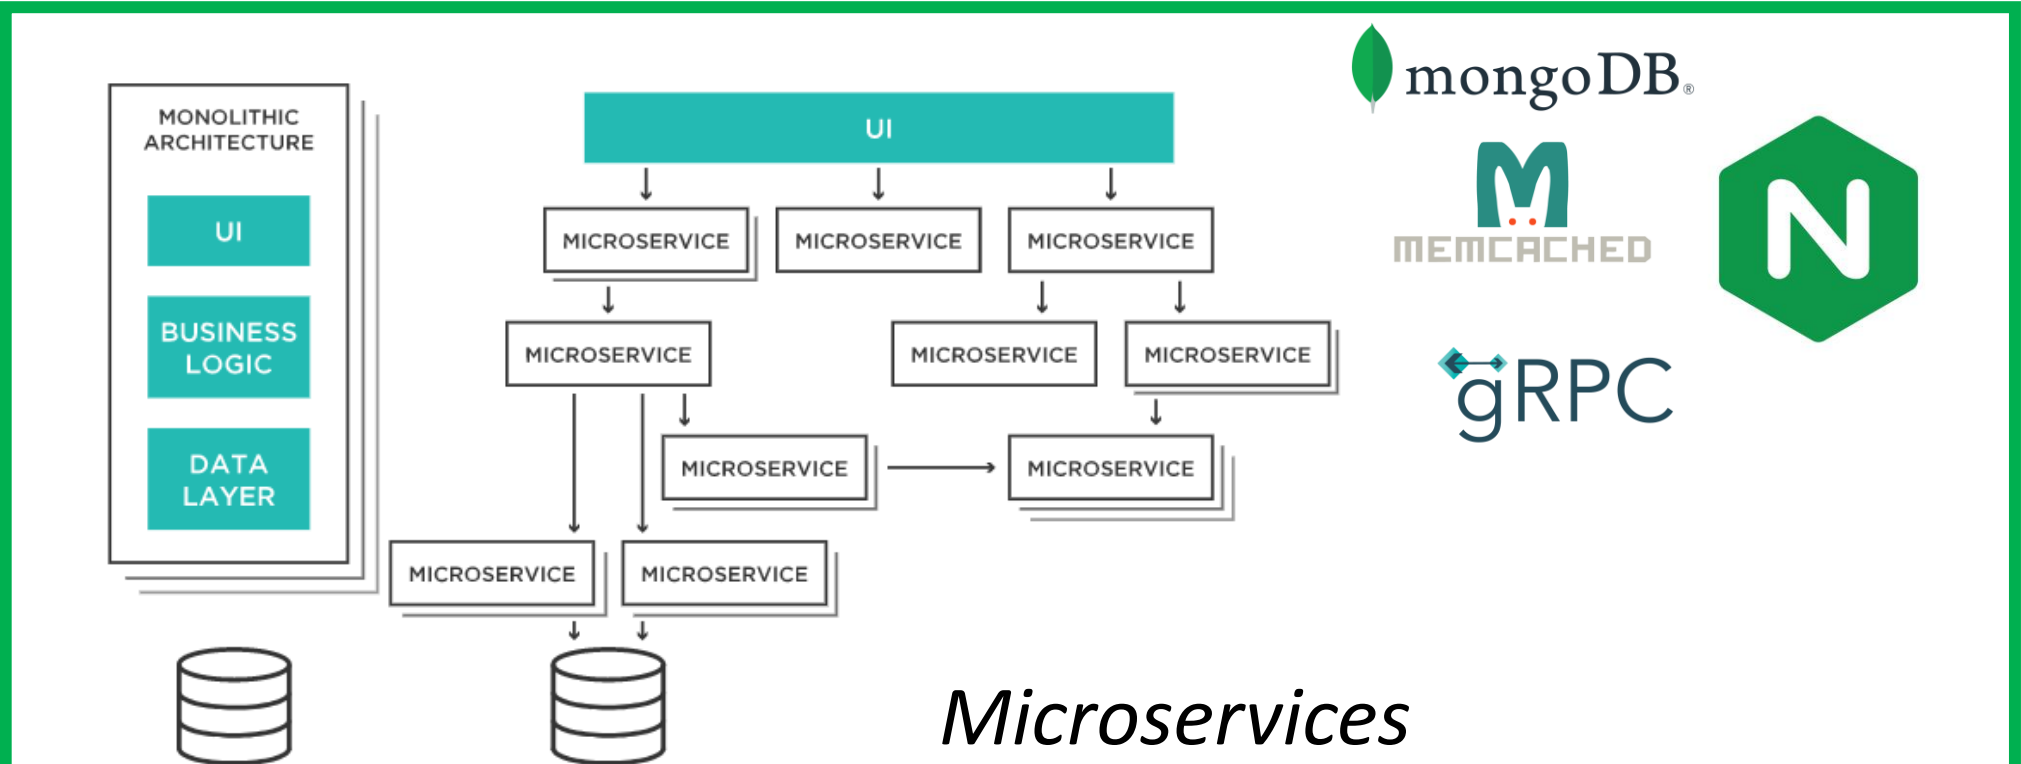 MONOLITHIC
ARCHITECTURE
UI
BUSINESS
LOGIC
DATA
LAYER
UI
MICROSERVICE
MICROSERVICE
MICROSERVICE
MICROSERVICE
MICROSERVICE
MICROSERVICE
MICROSERVICE
MICROSERVICE
MICROSERVICE
MICROSERVICE
mongoDB®
MEMCACHED
N
gRPC
Microservices